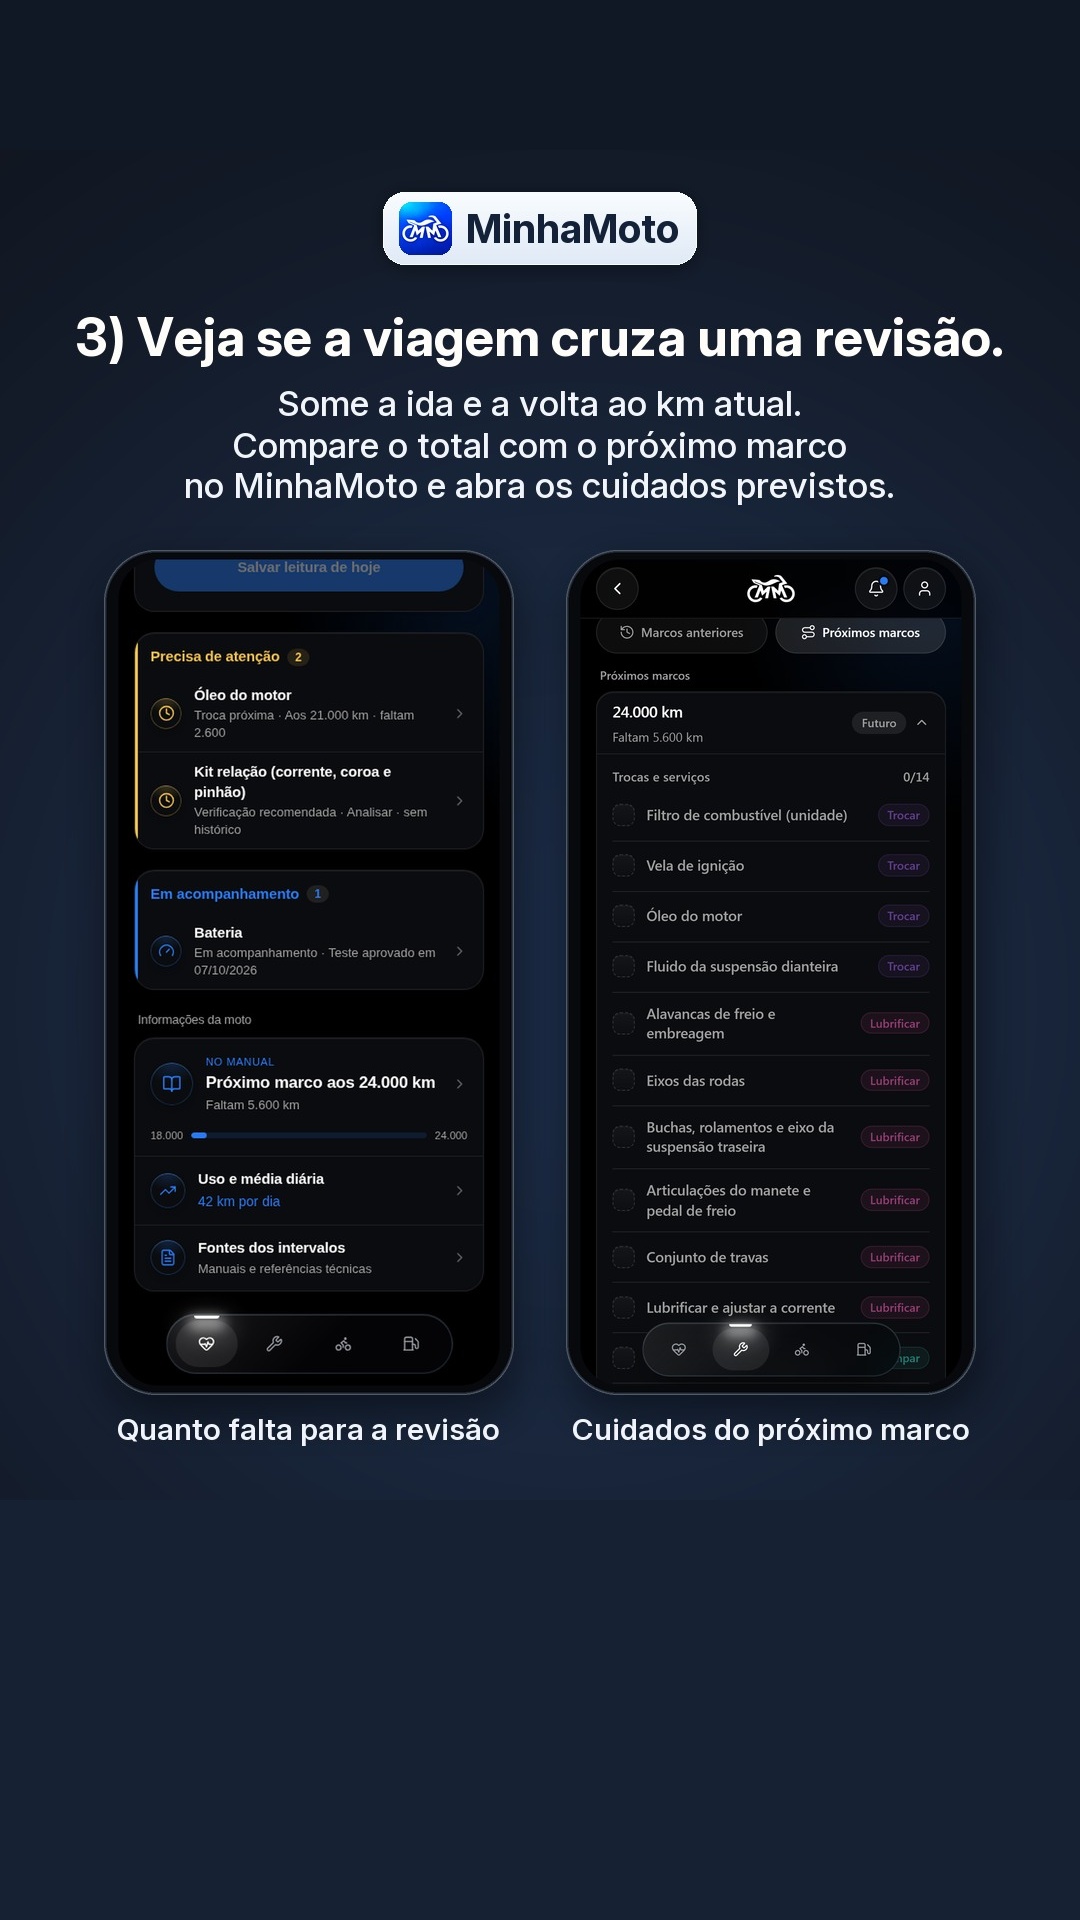 MM MinhaMoto
3) Veja se a viagem cruza uma revisão.
Some a ida e a volta ao km atual.
Compare o total com o próximo marco
no MinhaMoto e abra os cuidados previstos.
Salvar leitura de hoje
Precisa de atenção 2
Óleo do motor
Troca próxima · Aos 21.000 km · faltam
2.600
Kit relação (corrente, coroa e
pinhão)
Verificação recomendada · Analisar · sem
histórico
Em acompanhamento 1
Bateria
Em acompanhamento · Teste aprovado em
07/10/2026
Informações da moto
NO MANUAL
Próximo marco aos 24.000 km
Faltam 5.600 km
18.000 24.000
Uso e média diária
42 km por dia
Fontes dos intervalos
Manuais e referências técnicas
Quanto falta para a revisão
MM
Marcos anteriores Próximos marcos
Próximos marcos
24.000 km
Faltam 5.600 km
Futuro
Trocas e serviços 0/14
Filtro de combustível (unidade) Trocar
Vela de ignição Trocar
Óleo do motor Trocar
Fluido da suspensão dianteira Trocar
Alavancas de freio e
embreagem
Lubrificar
Eixos das rodas Lubrificar
Buchas, rolamentos e eixo da
suspensão traseira
Lubrificar
Articulações do manete e
pedal de freio
Lubrificar
Conjunto de travas Lubrificar
Lubrificar e ajustar a corrente Lubrificar
Cuidados do próximo marco